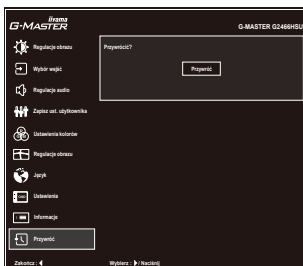 iiyama
G-MASTER
G-MASTER G2466HSU
Regulacje obrazu
Przywrócić?
Przywróć
Wybór wejść
Regulacje audio
Zapisz ust. użytkownika
Ustawienia kolorów
Regulacje obrazu
Język
OSD
Ustawienia
Informacje
Przywróć
Zakończ :
Wybierz : / Naciśnij